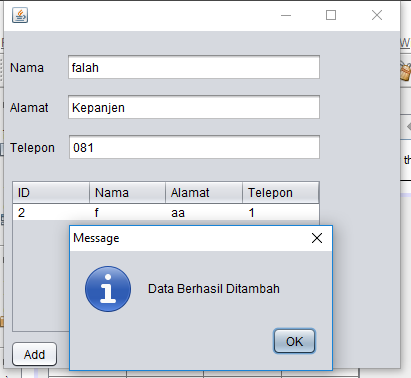 Nama falah
Alamat Kepanjen
Telepon 081
ID Nama Alamat Telepon
2 f aa 1
Message
Data Berhasil Ditambah
OK
Add